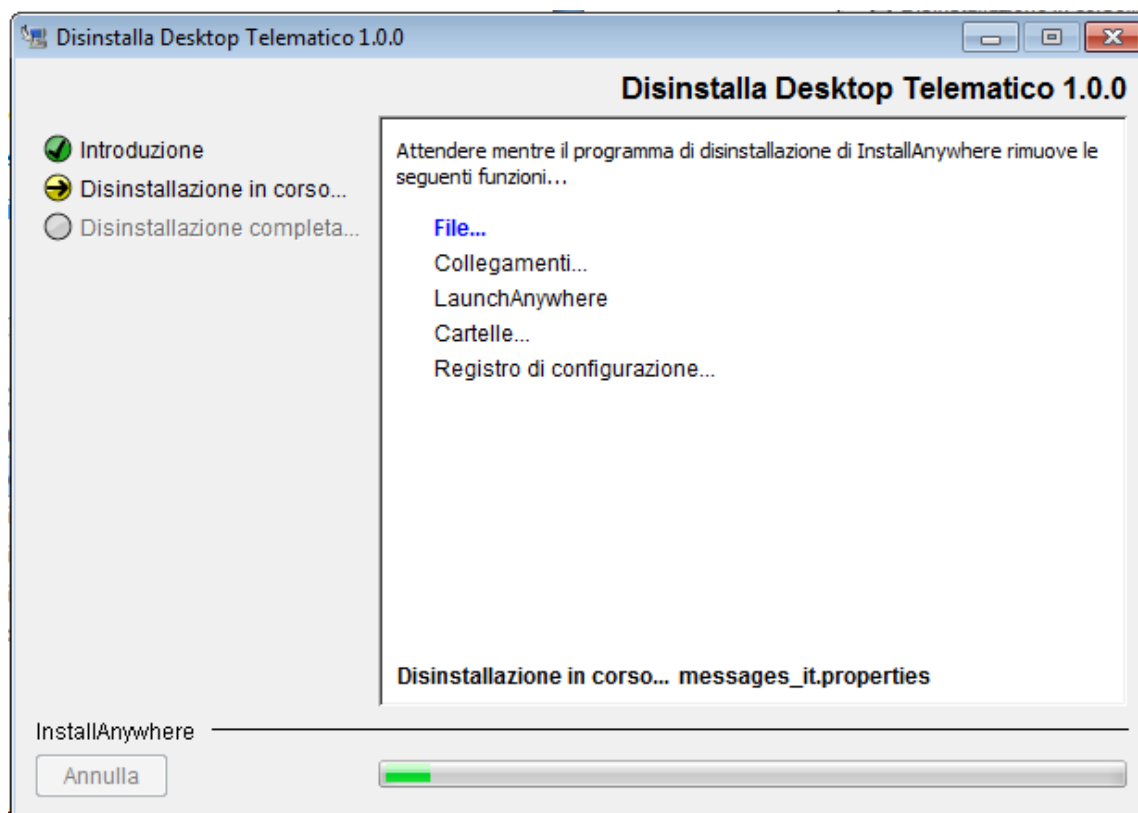 Disinstalla Desktop Telematico 1.0.0
Disinstalla Desktop Telematico 1.0.0
Introduzione
Disinstallazione in corso...
Disinstallazione completa...
Attendere mentre il programma di disinstallazione di InstallAnywhere rimuove le
seguenti funzioni...
File...
Collegamenti...
LaunchAnywhere
Cartelle...
Registro di configurazione...
Disinstallazione in corso... messages_it.properties
InstallAnywhere
Annulla